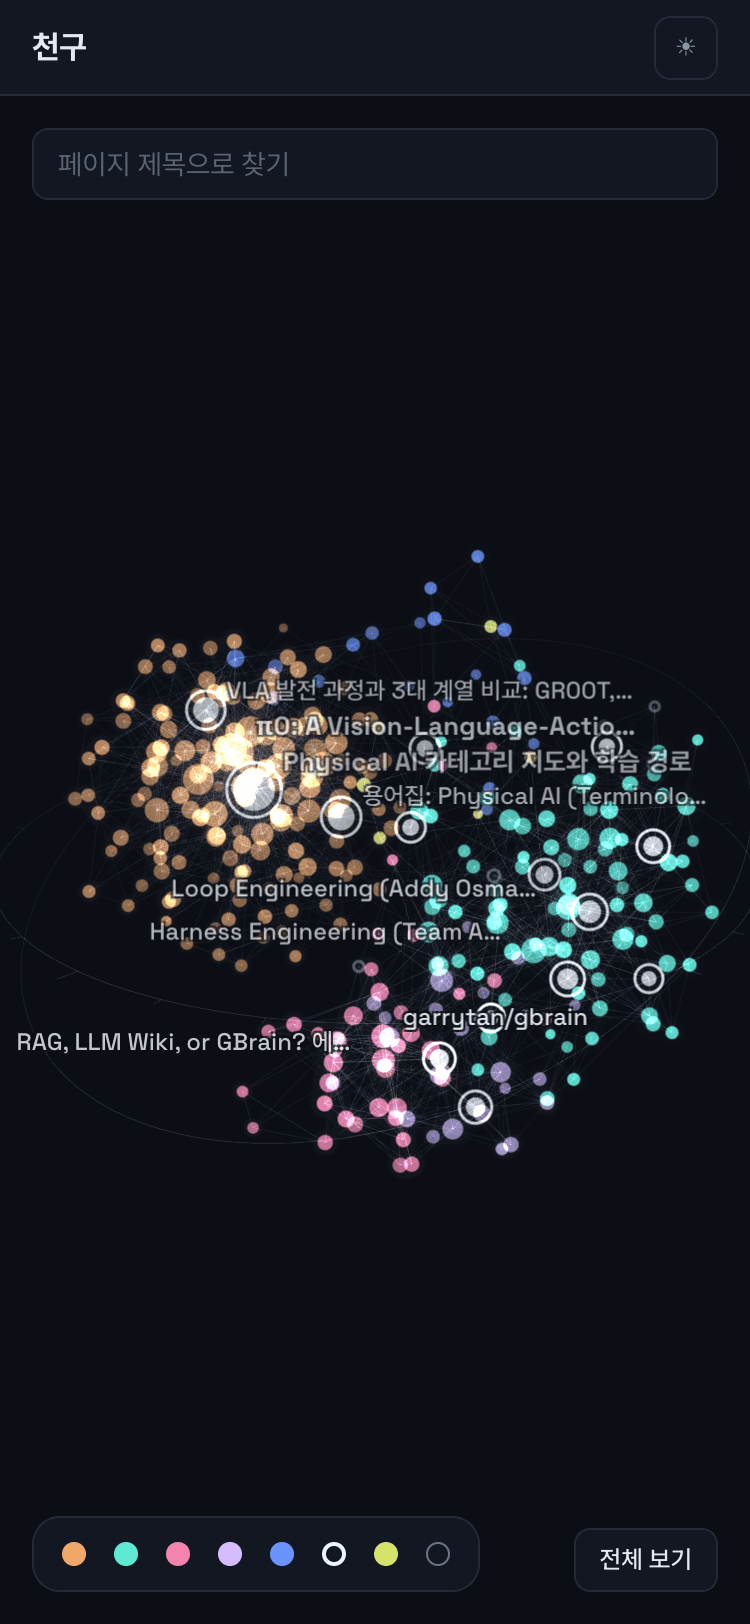 천구
페이지 제목으로 찾기
VLA 발전 과정과 3대 계열 비교: GROOT,...
π0: A Vision-Language-Actio...
Physical AI 카테고리 지도와 학습 경로
용어집: Physical AI (Terminolo...
Loop Engineering (Addy Osma...
Harness Engineering (Team A...
garrytan/gbrain
RAG, LLM Wiki, or GBrain? 에...
전체 보기